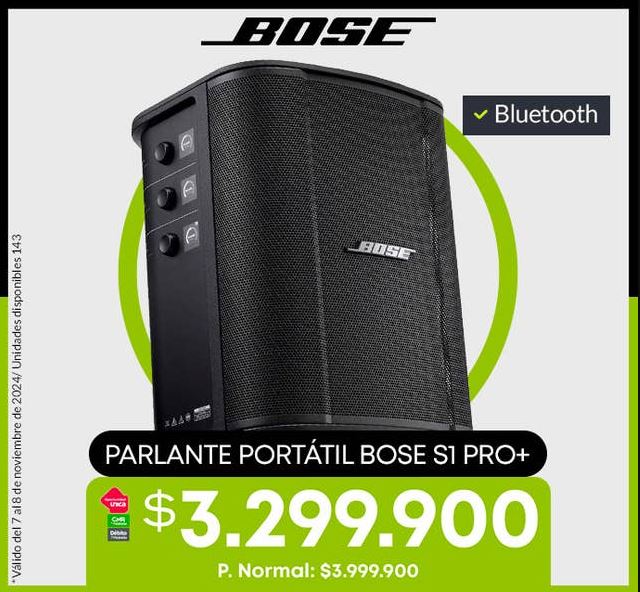 BOSE
Bluetooth
BOSE
*Válido del 7 al 8 de noviembre de 2024/ Unidades disponibles 143
PARLANTE PORTÁTIL BOSE S1 PRO+
única
CMR
Débito
$3.299.900
P. Normal: $3.999.900